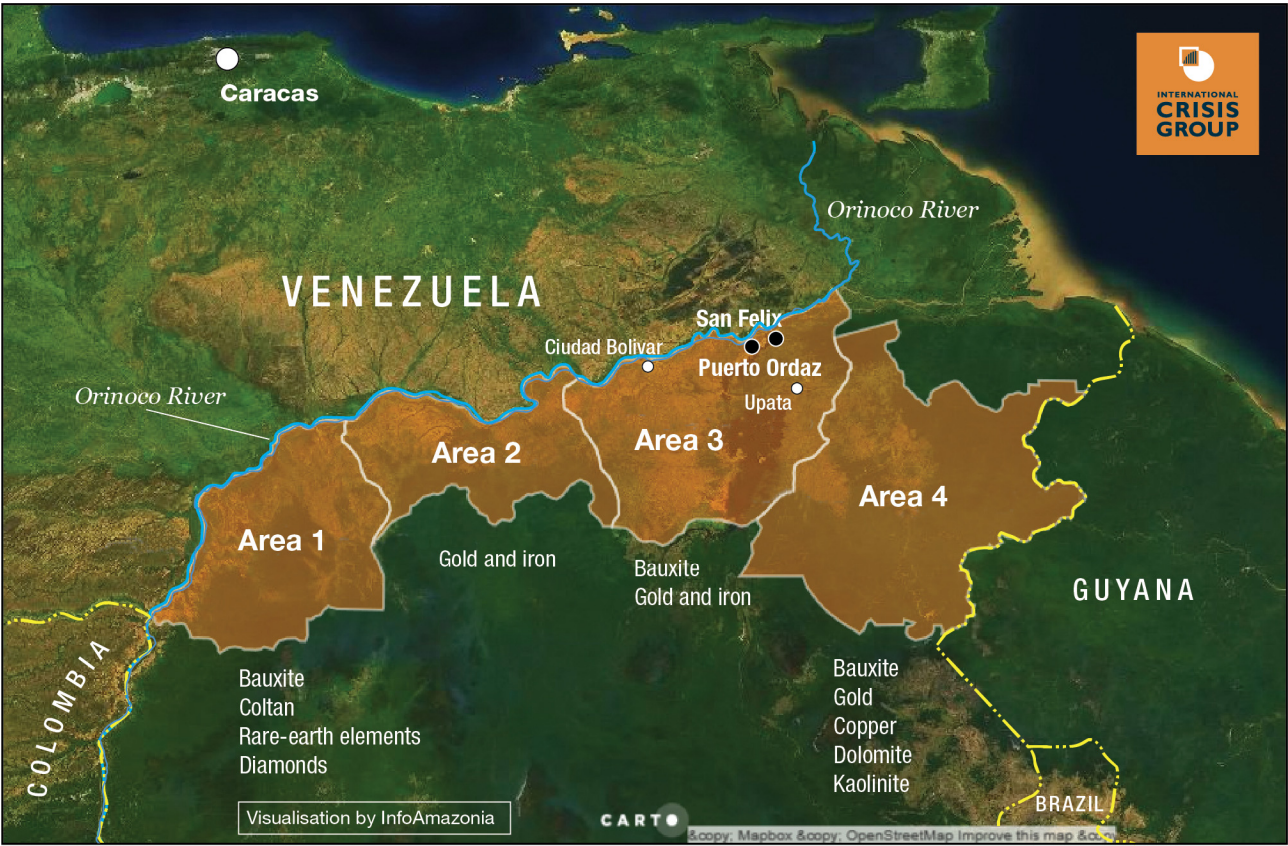 Caracas
INTERNATIONAL
CRISIS
GROUP
Orinoco River
VENEZUELA
San Felix
Ciudad Bolivar
Puerto Ordaz
Upata
Orinoco River
Area 1
Area 2
Area 3
Area 4
Gold and iron
Bauxite
Gold and iron
GUYANA
COLOMBIA
Bauxite
Coltan
Rare-earth elements
Diamonds
Bauxite
Gold
Copper
Dolomite
Kaolinite
BRAZIL
Visualisation by InfoAmazonia
CARTO
&copy; Mapbox &copy; OpenStreetMap Improve this map &copy